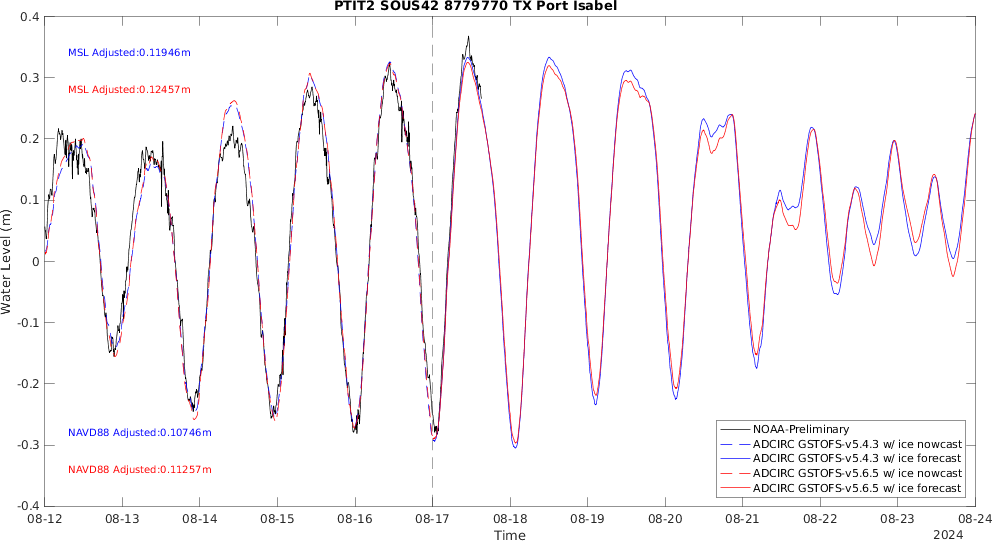 PTIT2 SOUS42 8779770 TX Port Isabel
0.4
0.3
0.2
0.1
0
-0.1
-0.2
-0.3
-0.4
Water Level (m)
MSL Adjusted:0.11946m
MSL Adjusted:0.12457m
NAVD88 Adjusted:0.10746m
NAVD88 Adjusted:0.11257m
NOAA-Preliminary
ADCIRC GSTOFS-v5.4.3 w/ ice nowcast
ADCIRC GSTOFS-v5.4.3 w/ ice forecast
ADCIRC GSTOFS-v5.6.5 w/ ice nowcast
ADCIRC GSTOFS-v5.6.5 w/ ice forecast
08-12 08-13 08-14 08-15 08-16 08-17 08-18 08-19 08-20 08-21 08-22 08-23 08-24
Time
2024